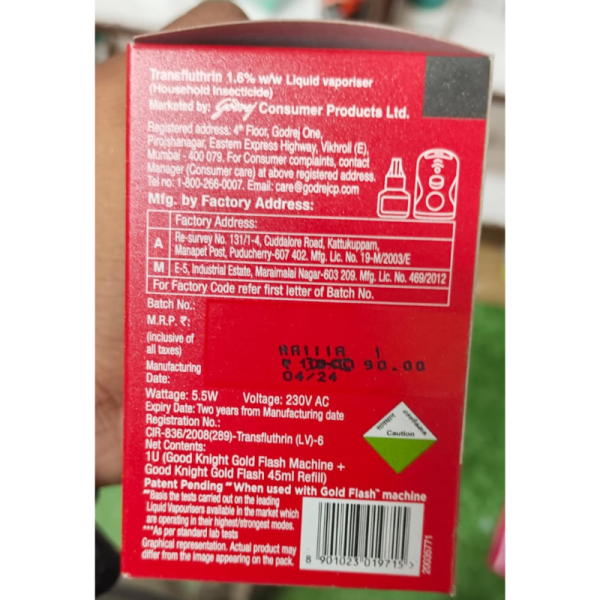 Transfluthrin 1.6% w/w Liquid vaporiser
(Household Insecticide)
Marketed by: Godrej Consumer Products Ltd.
Registered address: 4th Floor, Godrej One,
Pirojshanagar, Eastern Express Highway, Vikhroli (E),
Mumbai - 400 079. For Consumer complaints, contact
Manager (Consumer care) at above registered address.
Tel no: 1-800-266-0007. Email: care@godrejcp.com
Mfg. by Factory Address:
Factory Address:
A Re-survey No. 131/1-4, Cuddalore Road, Kattukuppam,
Manapet Post, Puducherry-607 402. Mfg. Lic. No. 19-M/2003/E
M E-5, Industrial Estate, Maraimalai Nagar-603 209. Mfg. Lic. No. 469/2012
For Factory Code refer first letter of Batch No.
Batch No.:
M.R.P. ₹:
(inclusive of
all taxes)
₹ 90.00
Manufacturing
Date:
04/24
Wattage: 5.5W Voltage: 230V AC
Expiry Date: Two years from Manufacturing date
Registration No.:
CIR-836/2008(289)-Transfluthrin (LV)-6
Net Contents:
1U (Good Knight Gold Flash Machine +
Good Knight Gold Flash 45ml Refill)
सावधान Caution
Patent Pending **When used with Gold Flash machine
**Basis the tests carried out on the leading
Liquid Vapourisers available in the market which
are operating in their highest/strongest modes.
***As per standard lab tests
Graphical representation. Actual product may
differ from the image appearing on the pack.
8 901023 019715 >
20035771